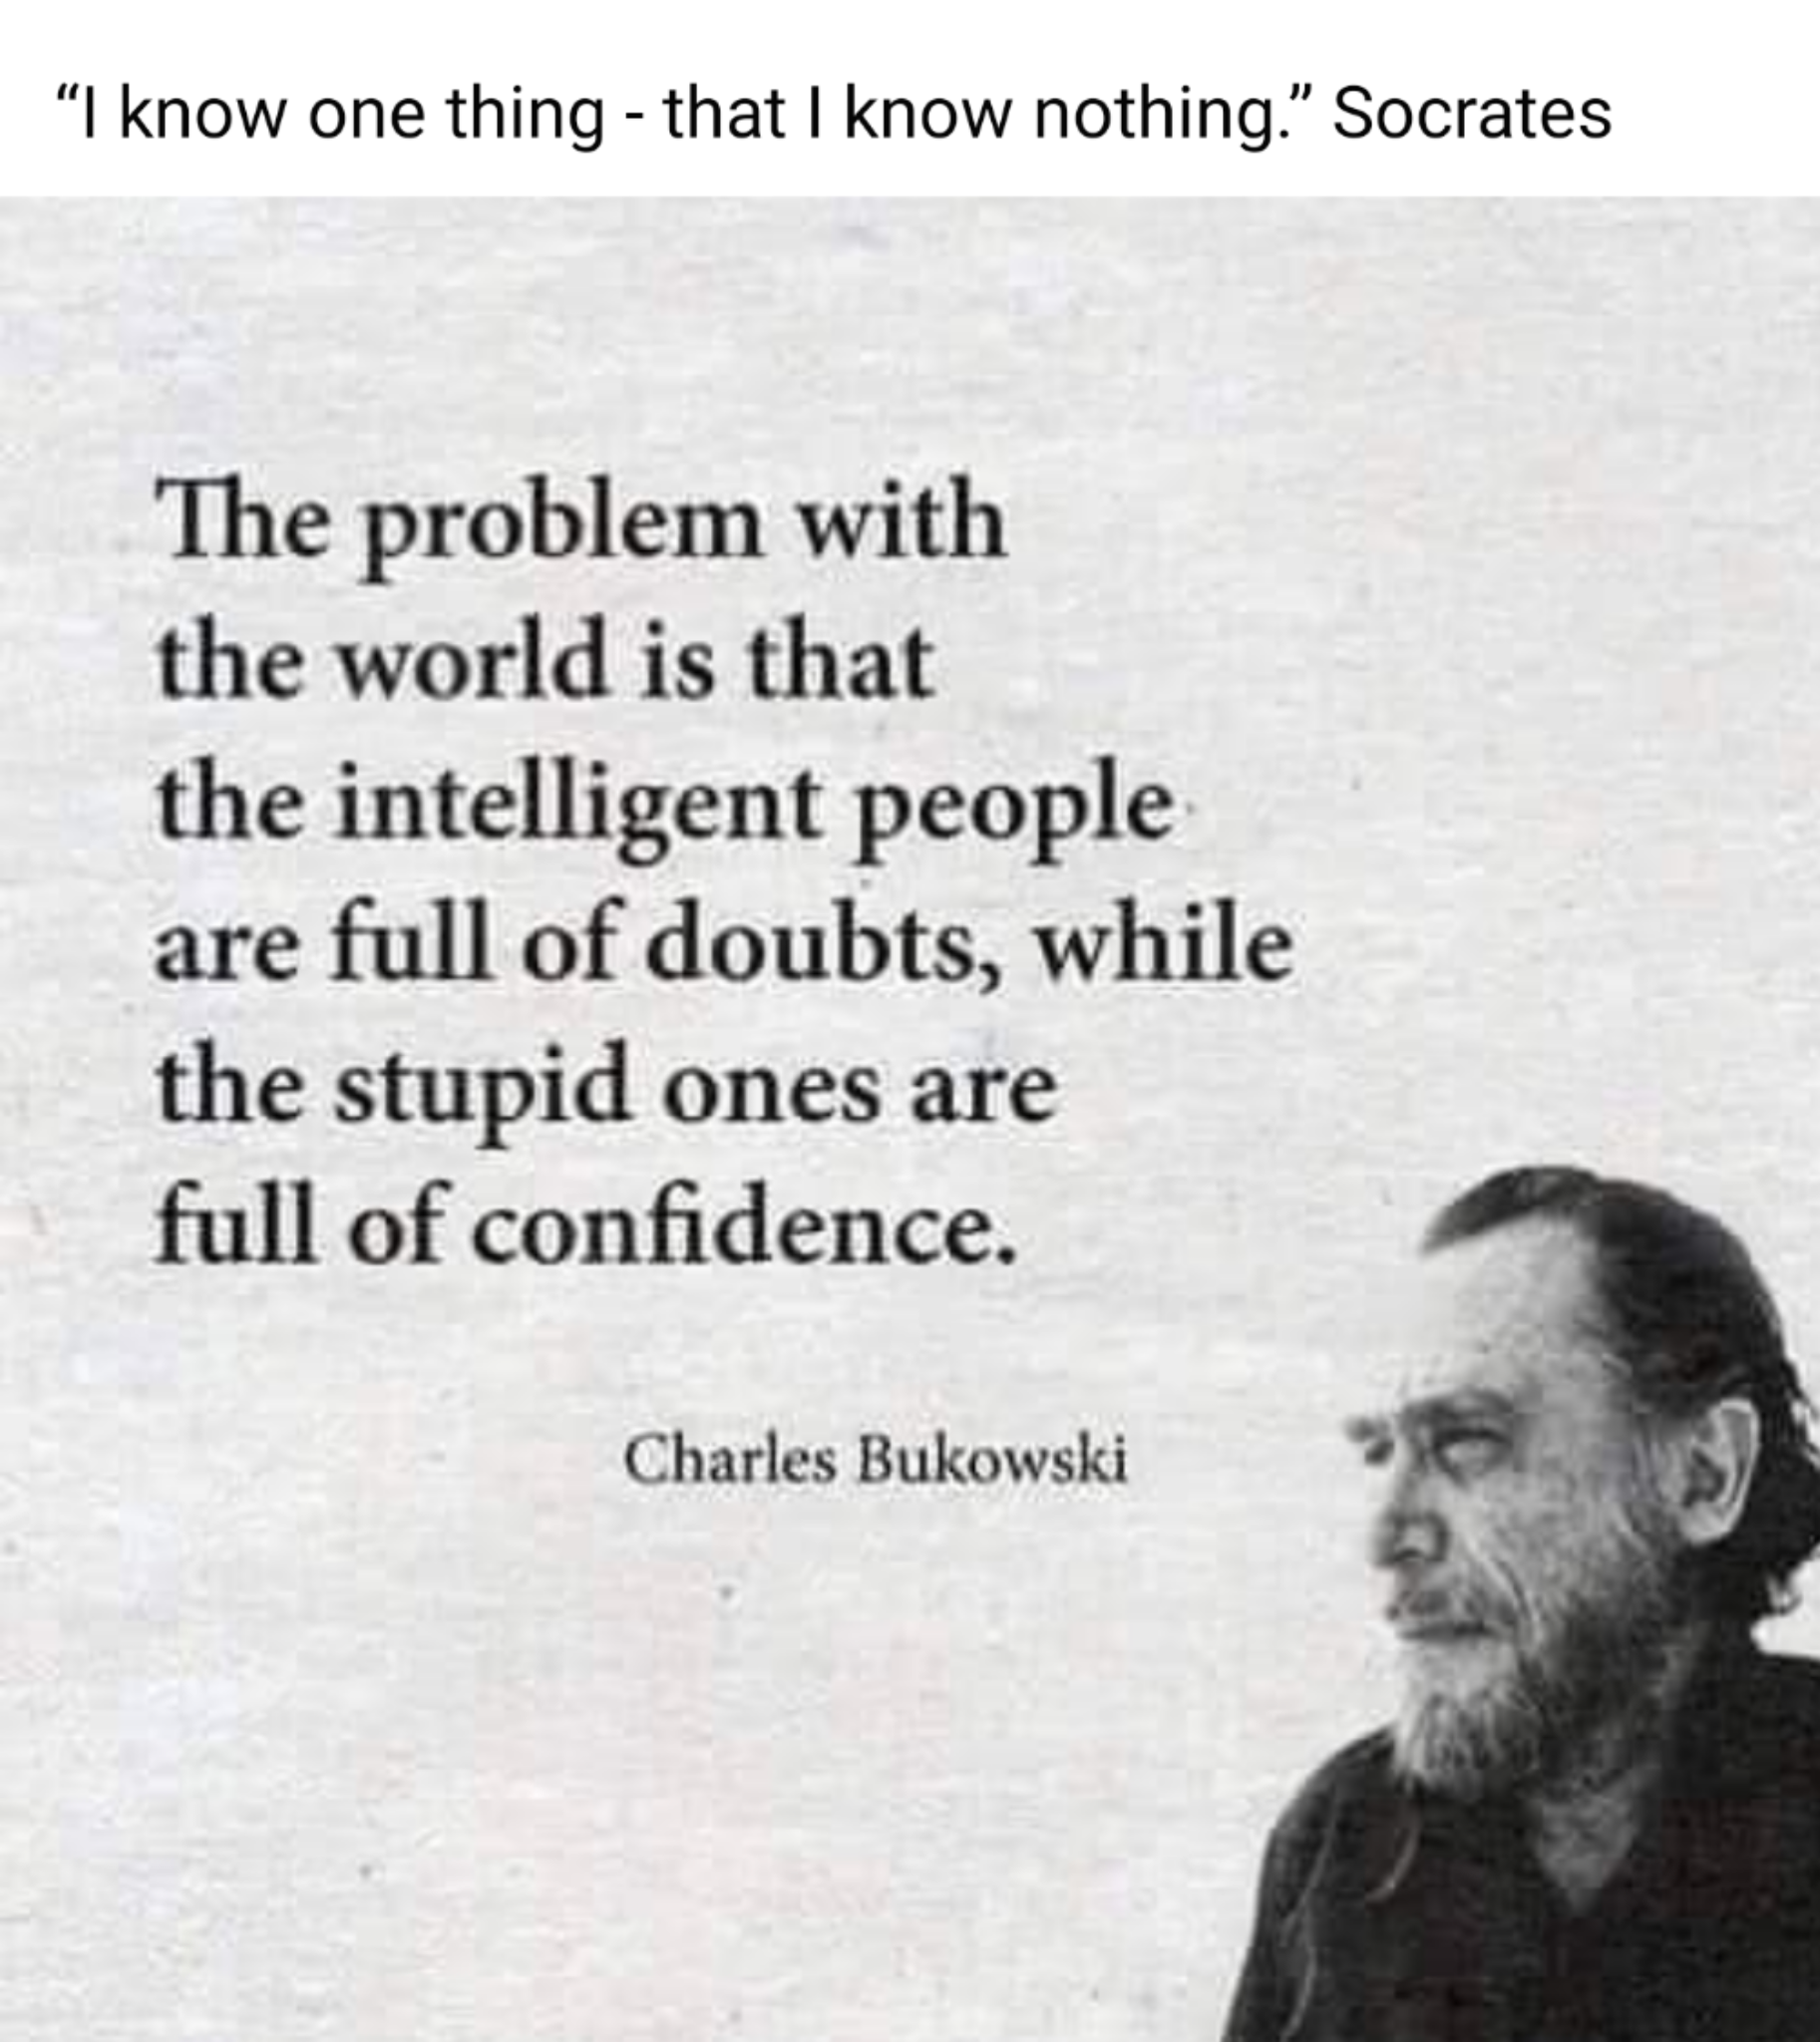 “I know one thing - that I know nothing.” Socrates
The problem with
the world is that
the intelligent people
are full of doubts, while
the stupid ones are
full of confidence.
Charles Bukowski